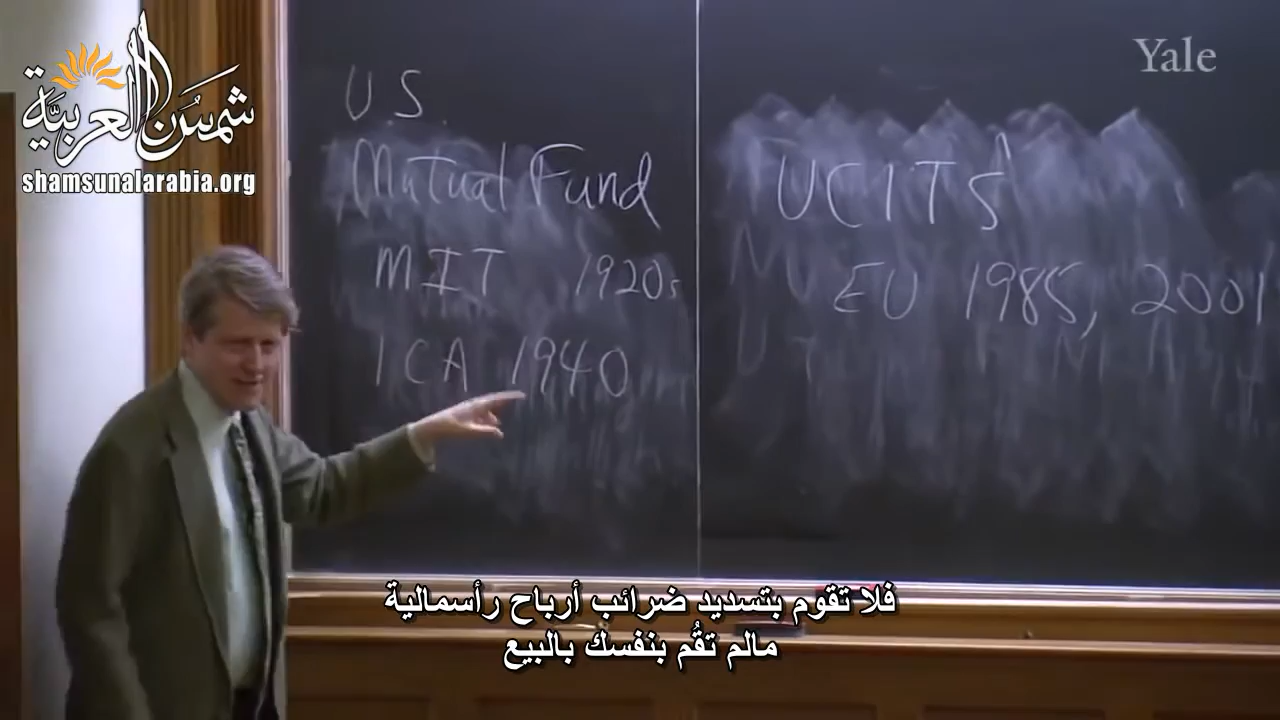 شمس العربية
shamsunalarabia.org
Yale
US
Mutual Fund
MIT 1920s
ICA 1940
UCITS
EU 1985, 2001
فلا تقوم بتسديد ضرائب أرباح رأسمالية
مالم تقُم بنفسك بالبيع